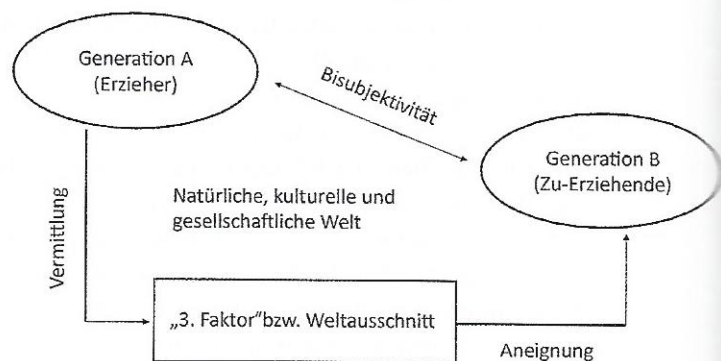 Generation A
(Erzieher)
Bisubjektivität
Generation B
(Zu-Erziehende)
Vermittlung
Natürliche, kulturelle und
gesellschaftliche Welt
„3. Faktor“bzw. Weltausschnitt
Aneignung